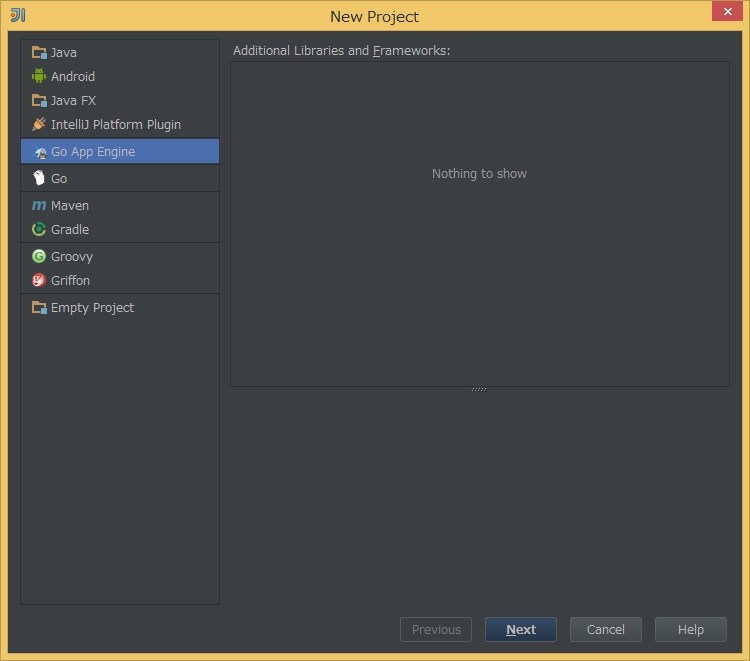 New Project
Java
Android
Java FX
IntelliJ Platform Plugin
Go App Engine
Go
Maven
Gradle
Groovy
Griffon
Empty Project
Additional Libraries and Frameworks:
Nothing to show
Previous
Next
Cancel
Help